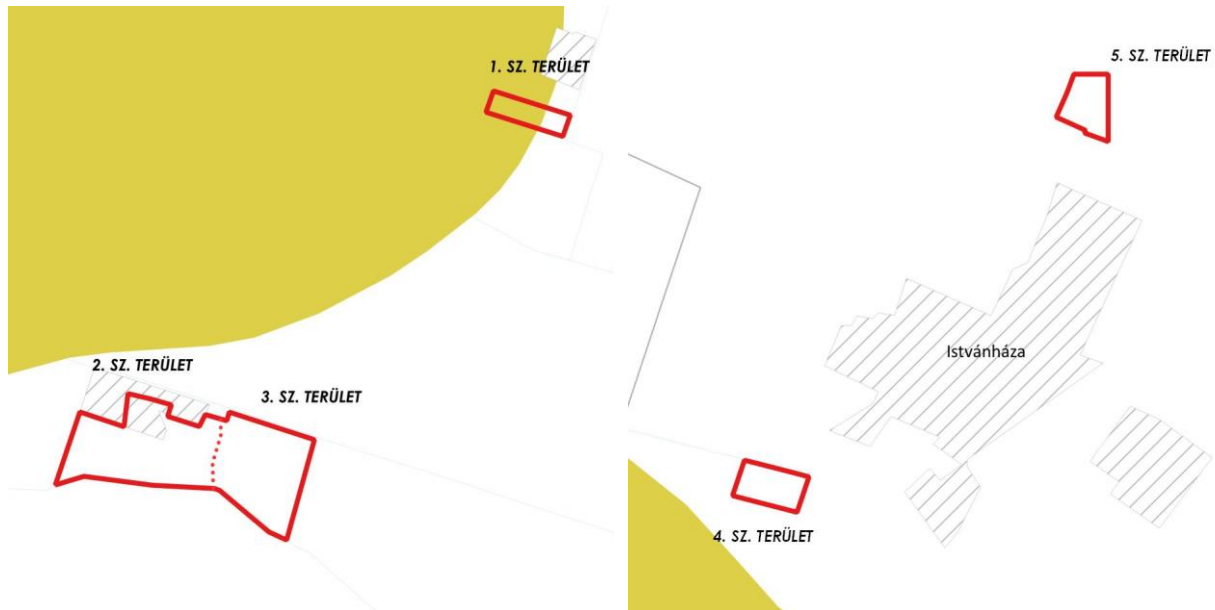 1. SZ. TERÜLET
2. SZ. TERÜLET
3. SZ. TERÜLET
5. SZ. TERÜLET
Istvánháza
4. SZ. TERÜLET